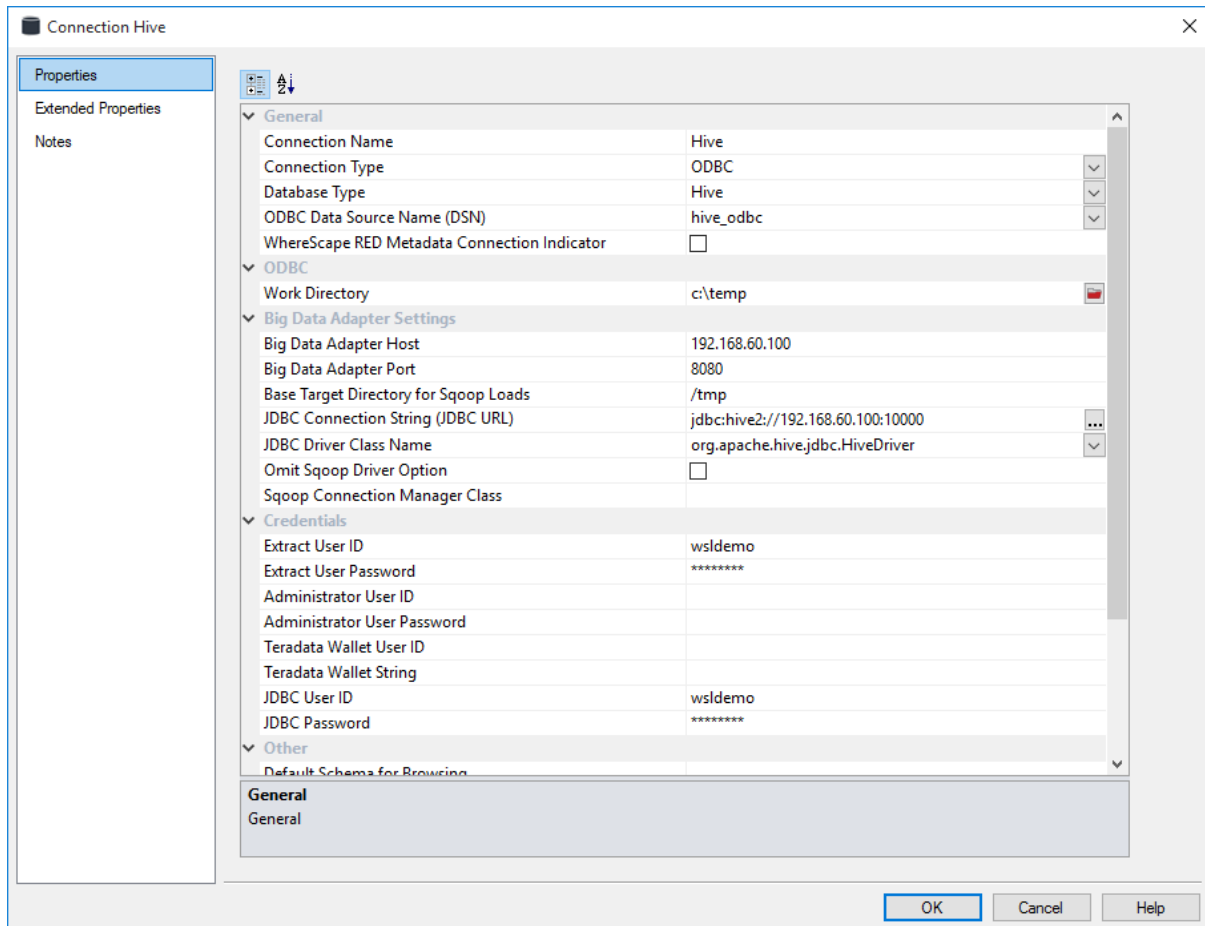 Connection Hive
Properties
Extended Properties
Notes
General
Connection Name Hive
Connection Type ODBC
Database Type Hive
ODBC Data Source Name (DSN) hive_odbc
WhereScape RED Metadata Connection Indicator
ODBC
Work Directory c:\temp
Big Data Adapter Settings
Big Data Adapter Host 192.168.60.100
Big Data Adapter Port 8080
Base Target Directory for Sqoop Loads /tmp
JDBC Connection String (JDBC URL) jdbc:hive2://192.168.60.100:10000 ...
JDBC Driver Class Name org.apache.hive.jdbc.HiveDriver
Omit Sqoop Driver Option
Sqoop Connection Manager Class
Credentials
Extract User ID wsldemo
Extract User Password ********
Administrator User ID
Administrator User Password
Teradata Wallet User ID
Teradata Wallet String
JDBC User ID wsldemo
JDBC Password ********
Other
Default Schema for Browsing
General
General
OK Cancel Help